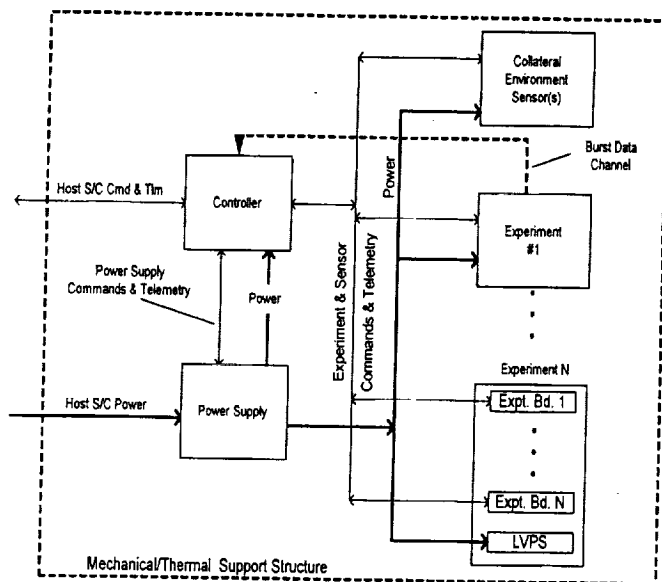 Collateral
Environment
Sensor(s)
Burst Data
Channel
Host S/C Cmd & Tlm
Controller
Power
Experiment
#1
Power Supply
Commands & Telemetry
Power
Experiment & Sensor
Commands & Telemetry
Experiment N
Host S/C Power
Power Supply
Expt. Bd. 1
Expt. Bd. N
LVPS
Mechanical/Thermal Support Structure